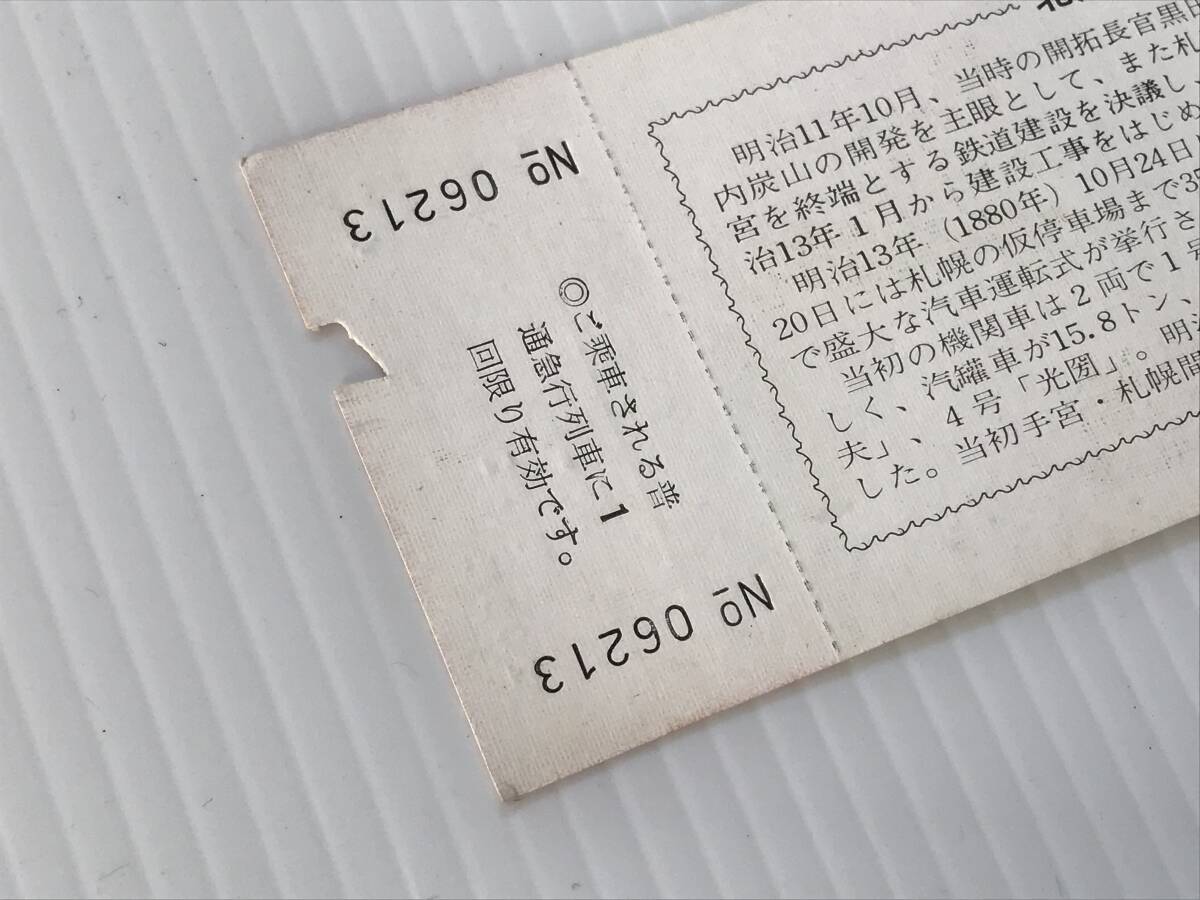 № 06213
◎ご乗車される普
通急行列車に1
回限り有効です。
№ 06213
明治11年10月、当時の開拓長官黒田
内炭山の開発を主眼として、また札
宮を終端とする鉄道建設を決議し
治13年1月から建設工事をはじめ
明治13年(1880年)10月24日
20日には札幌の仮停車場まで35
で盛大な汽車運転式が挙行さ
当初の機関車は2両で1号
しく、汽罐車が15.8トン、
夫」、4号「光圀」。明治
当初手宮・札幌間
した。